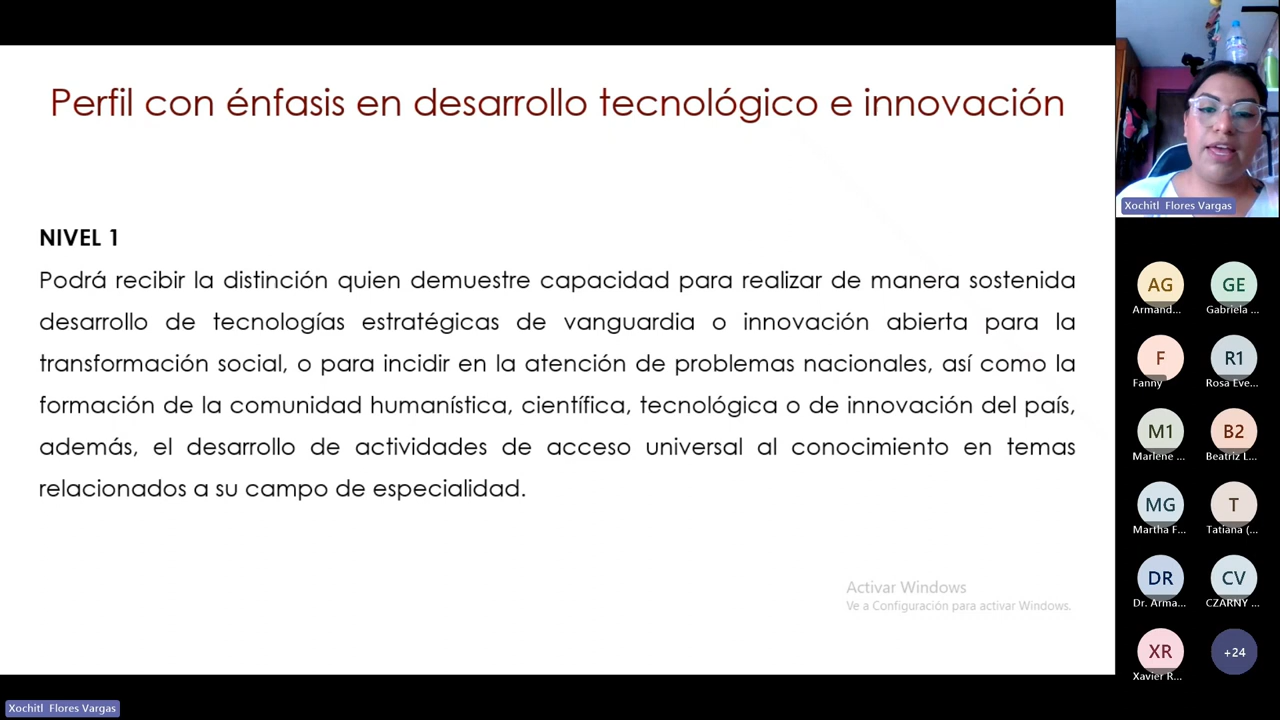 Perfil con énfasis en desarrollo tecnológico e innovación
NIVEL 1
Podrá recibir la distinción quien demuestre capacidad para realizar de manera sostenida
desarrollo de tecnologías estratégicas de vanguardia o innovación abierta para la
transformación social, o para incidir en la atención de problemas nacionales, así como la
formación de la comunidad humanística, científica, tecnológica o de innovación del país,
además, el desarrollo de actividades de acceso universal al conocimiento en temas
relacionados a su campo de especialidad.
Activar Windows
Ve a Configuración para activar Windows.
Xochitl Flores Vargas
AG
GE
Armand...
Gabriela ...
F
R1
Fanny
Rosa Eve...
M1
B2
Marlene ...
Beatriz L...
MG
T
Martha F...
Tatiana (...
DR
CV
Dr. Arma...
CZARNY ...
XR
+24
Xavier R...
Xochitl Flores Vargas